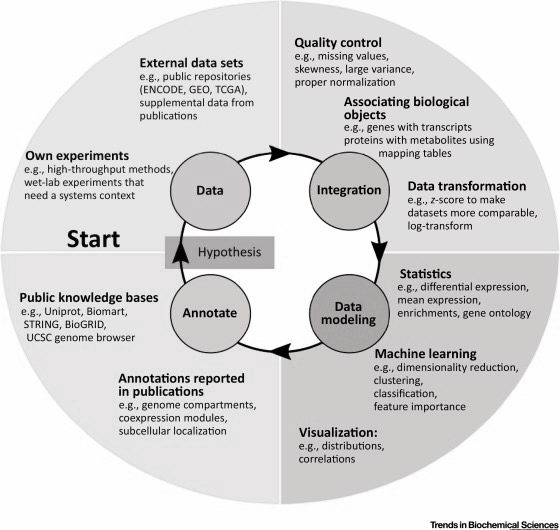 External data sets
e.g., public repositories
(ENCODE, GEO, TCGA),
supplemental data from
publications
Own experiments
e.g., high-throughput methods,
wet-lab experiments that
need a systems context
Start
Data
Quality control
e.g., missing values,
skewness, large variance,
proper normalization
Associating biological
objects
e.g., genes with transcripts
proteins with metabolites using
mapping tables
Data transformation
e.g., z-score to make
datasets more comparable,
log-transform
Integration
Hypothesis
Statistics
e.g., differential expression,
mean expression,
enrichments, gene ontology
Machine learning
e.g., dimensionality reduction,
clustering,
classification,
feature importance
Visualization:
e.g., distributions,
correlations
Data
modeling
Public knowledge bases
e.g., Uniprot, Biomart,
STRING, BioGRID,
UCSC genome browser
Annotate
Annotations reported
in publications
e.g., genome compartments,
coexpression modules,
subcellular localization
Trends in Biochemical Sciences